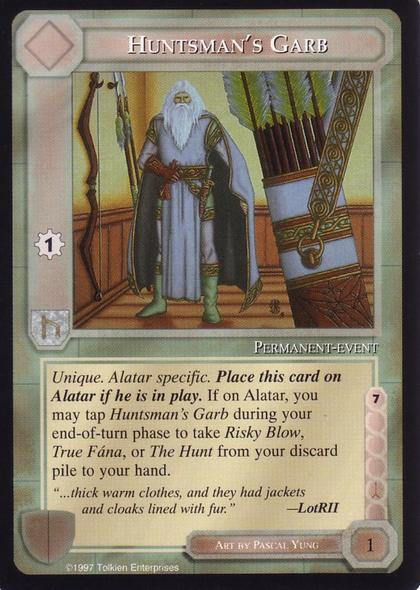 Huntsman's Garb
1
Permanent-event
Unique. Alatar specific. Place this card on
Alatar if he is in play. If on Alatar, you
may tap Huntsman's Garb during your
end-of-turn phase to take Risky Blow,
True Fána, or The Hunt from your discard
pile to your hand.
"...thick warm clothes, and they had jackets
and cloaks lined with fur." —LotRII
7
Art by Pascal Yung
1
©1997 Tolkien Enterprises